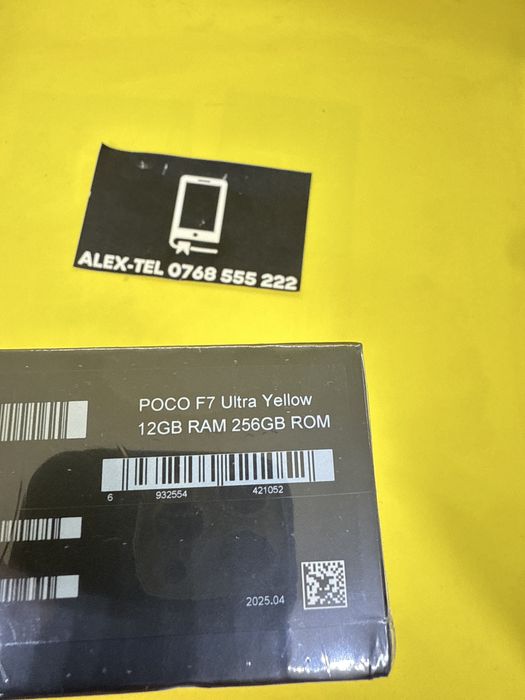 ALEX-TEL 0768 555 222
POCO F7 Ultra Yellow
12GB RAM 256GB ROM
6 932554 421052
2025.04